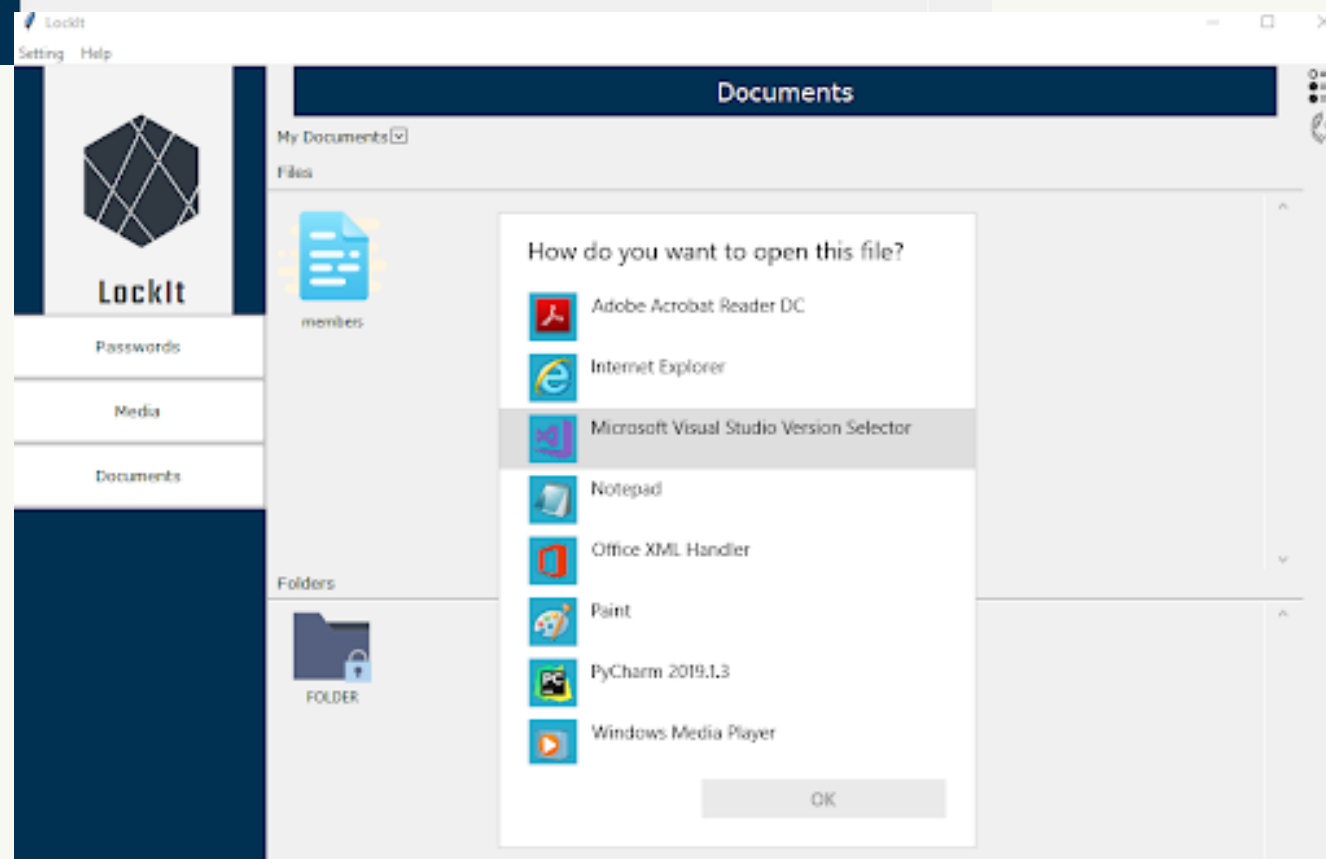 LockIt
Setting Help
Documents
My Documents
Files
LockIt
members
Passwords
Media
Documents
Folders
FOLDER
How do you want to open this file?
Adobe Acrobat Reader DC
Internet Explorer
Microsoft Visual Studio Version Selector
Notepad
Office XML Handler
Paint
PyCharm 2019.1.3
Windows Media Player
OK